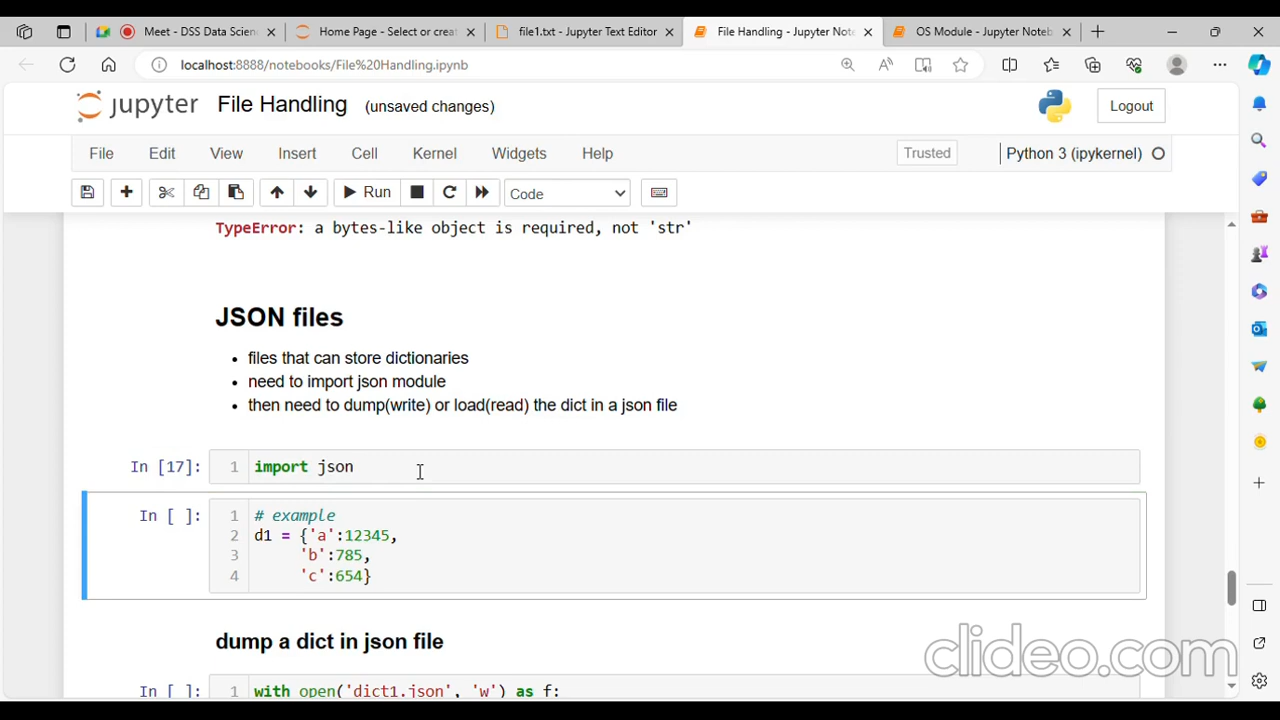 Meet - DSS Data Scien
Home Page - Select or creat
file1.txt - Jupyter Text Editor
File Handling - Jupyter Note
OS Module - Jupyter Noteb
localhost:8888/notebooks/File%20Handling.ipynb
jupyter File Handling (unsaved changes)
Logout
File Edit View Insert Cell Kernel Widgets Help
Trusted
Python 3 (ipykernel)
Run
Code
TypeError: a bytes-like object is required, not 'str'
JSON files
• files that can store dictionaries
• need to import json module
• then need to dump(write) or load(read) the dict in a json file
In [17]: 1 import json
In [ ]: 1 # example
2 d1 = {'a':12345,
3 'b':785,
4 'c':654}
dump a dict in json file
In [ ]: 1 with open('dict1.json', 'w') as f:
clideo.com